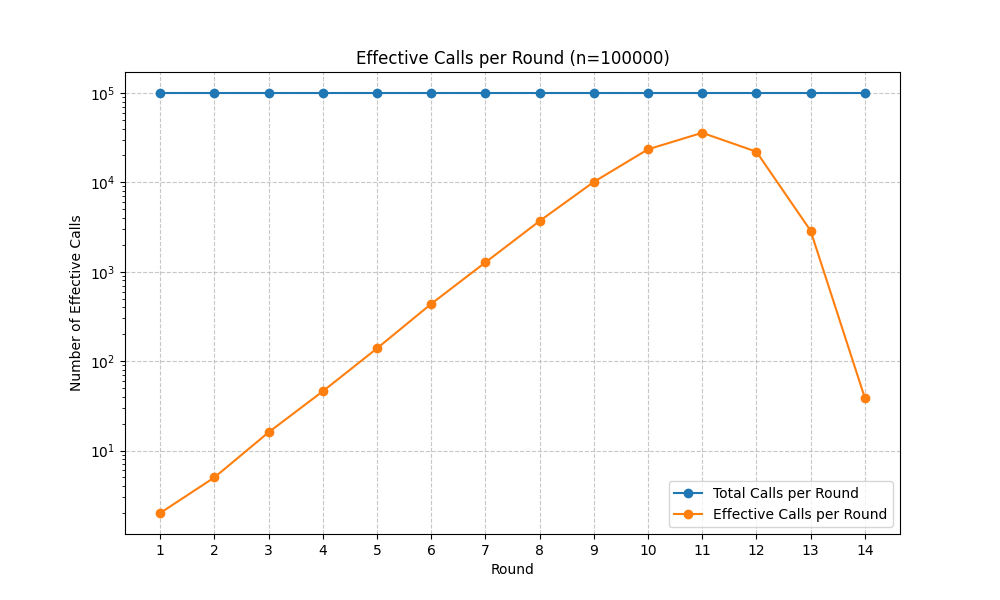 Effective Calls per Round (n=100000)
Number of Effective Calls
10^5
10^4
10^3
10^2
10^1
1 2 3 4 5 6 7 8 9 10 11 12 13 14
Round
Total Calls per Round
Effective Calls per Round